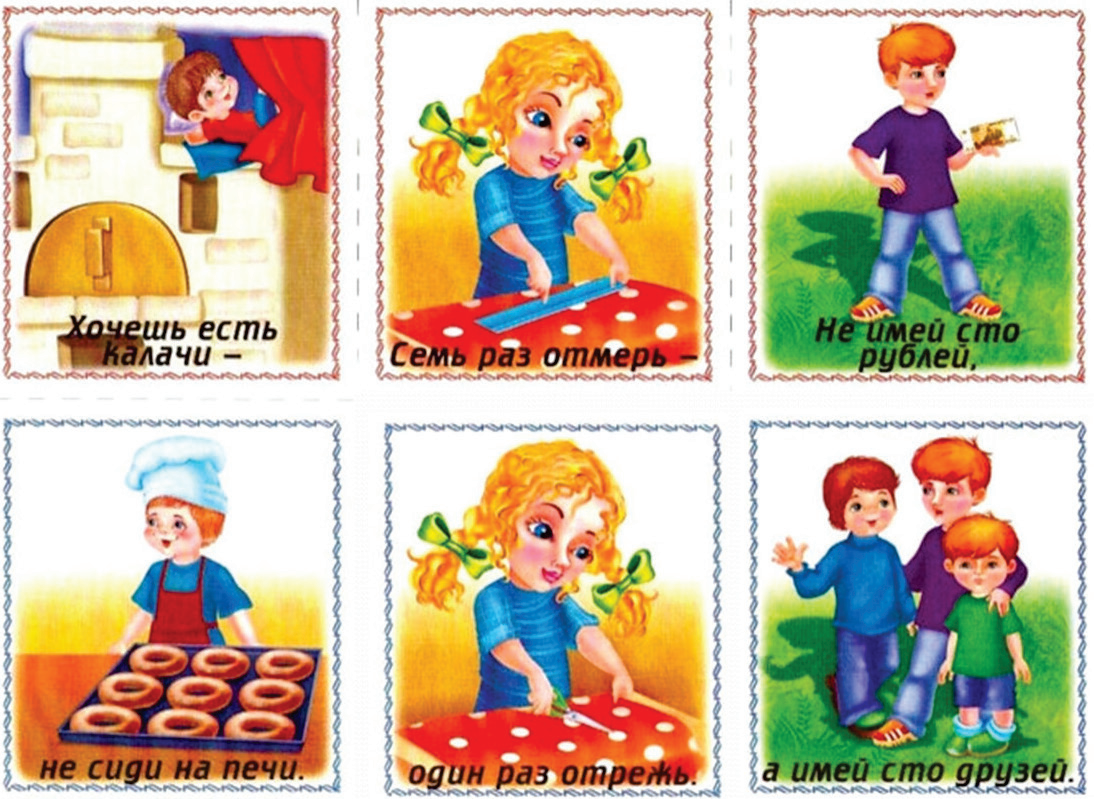 Хочешь есть
калачи –
Семь раз отмерь –
Не имей сто
рублей,
не сиди на печи.
один раз отрежь.
а имей сто друзей.